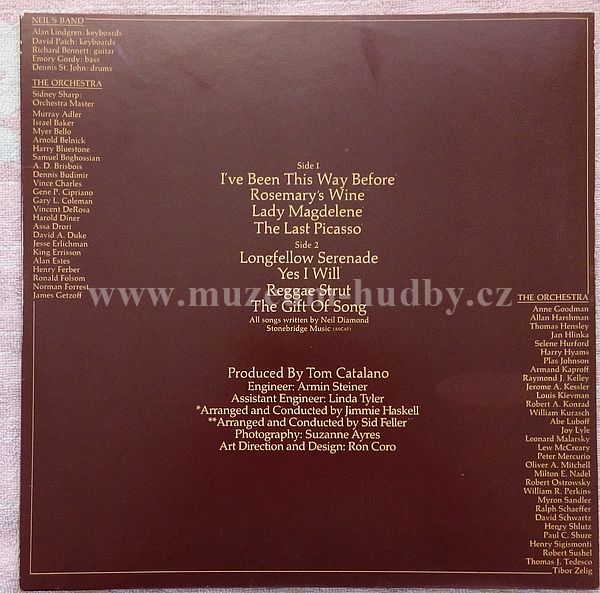 NEIL'S BAND
Alan Lindgren: keyboards
David Paich: keyboards
Richard Bennett: guitar
Emory Gordy: bass
Dennis St. John: drums
THE ORCHESTRA
Sidney Sharp:
Orchestra Master
Murray Adler
Israel Baker
Myer Bello
Arnold Belnick
Harry Bluestone
Samuel Boghossian
A. D. Brisbois
Dennis Budimir
Vince Charles
Gene P. Cipriano
Gary L. Coleman
Vincent DeRosa
Harold Diner
Assa Drori
David A. Duke
Jesse Erlichman
King Errisson
Alan Estes
Henry Ferber
Ronald Folsom
Norman Forrest
James Getzoff
Side 1
I've Been This Way Before
Rosemary's Wine
Lady Magdelene
The Last Picasso
Side 2
Longfellow Serenade
Yes I Will
Reggae Strut
The Gift Of Song
All songs written by Neil Diamond
Stonebridge Music (ASCAP)
Produced By Tom Catalano
Engineer: Armin Steiner
Assistant Engineer: Linda Tyler
*Arranged and Conducted by Jimmie Haskell
**Arranged and Conducted by Sid Feller
Photography: Suzanne Ayres
Art Direction and Design: Ron Coro
THE ORCHESTRA
Anne Goodman
Allan Harshman
Thomas Hensley
Jan Hlinka
Selene Hurford
Harry Hyams
Plas Johnson
Armand Kaproff
Raymond J. Kelley
Jerome A. Kessler
Louis Kievman
Robert A. Konrad
William Kurasch
Abe Luboff
Joy Lyle
Leonard Malarsky
Lew McCreary
Peter Mercurio
Oliver A. Mitchell
Milton E. Nadel
Robert Ostrowsky
William R. Perkins
Myron Sandler
Ralph Schaeffer
David Schwartz
Henry Shlutz
Paul C. Shure
Henry Sigismonti
Robert Sushel
Thomas J. Tedesco
Tibor Zelig
www.muzeum-hudby.cz